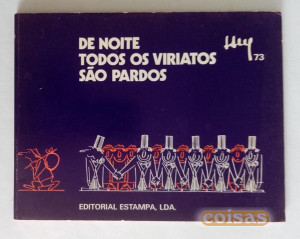 DE NOITE
TODOS OS VIRIATOS
SÃO PARDOS
73
EDITORIAL ESTAMPA, LDA.
coisas